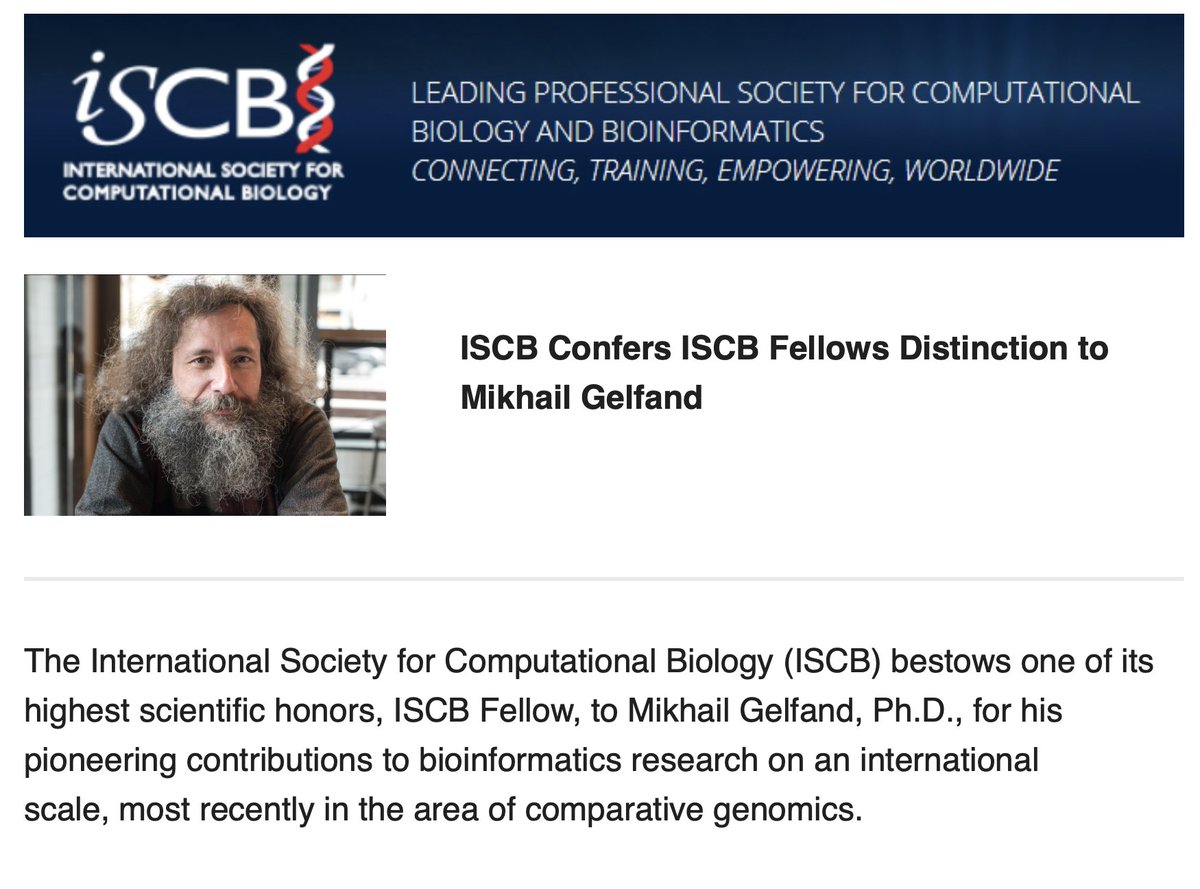 iSCB
INTERNATIONAL SOCIETY FOR
COMPUTATIONAL BIOLOGY
LEADING PROFESSIONAL SOCIETY FOR COMPUTATIONAL
BIOLOGY AND BIOINFORMATICS
CONNECTING, TRAINING, EMPOWERING, WORLDWIDE
ISCB Confers ISCB Fellows Distinction to
Mikhail Gelfand
The International Society for Computational Biology (ISCB) bestows one of its
highest scientific honors, ISCB Fellow, to Mikhail Gelfand, Ph.D., for his
pioneering contributions to bioinformatics research on an international
scale, most recently in the area of comparative genomics.